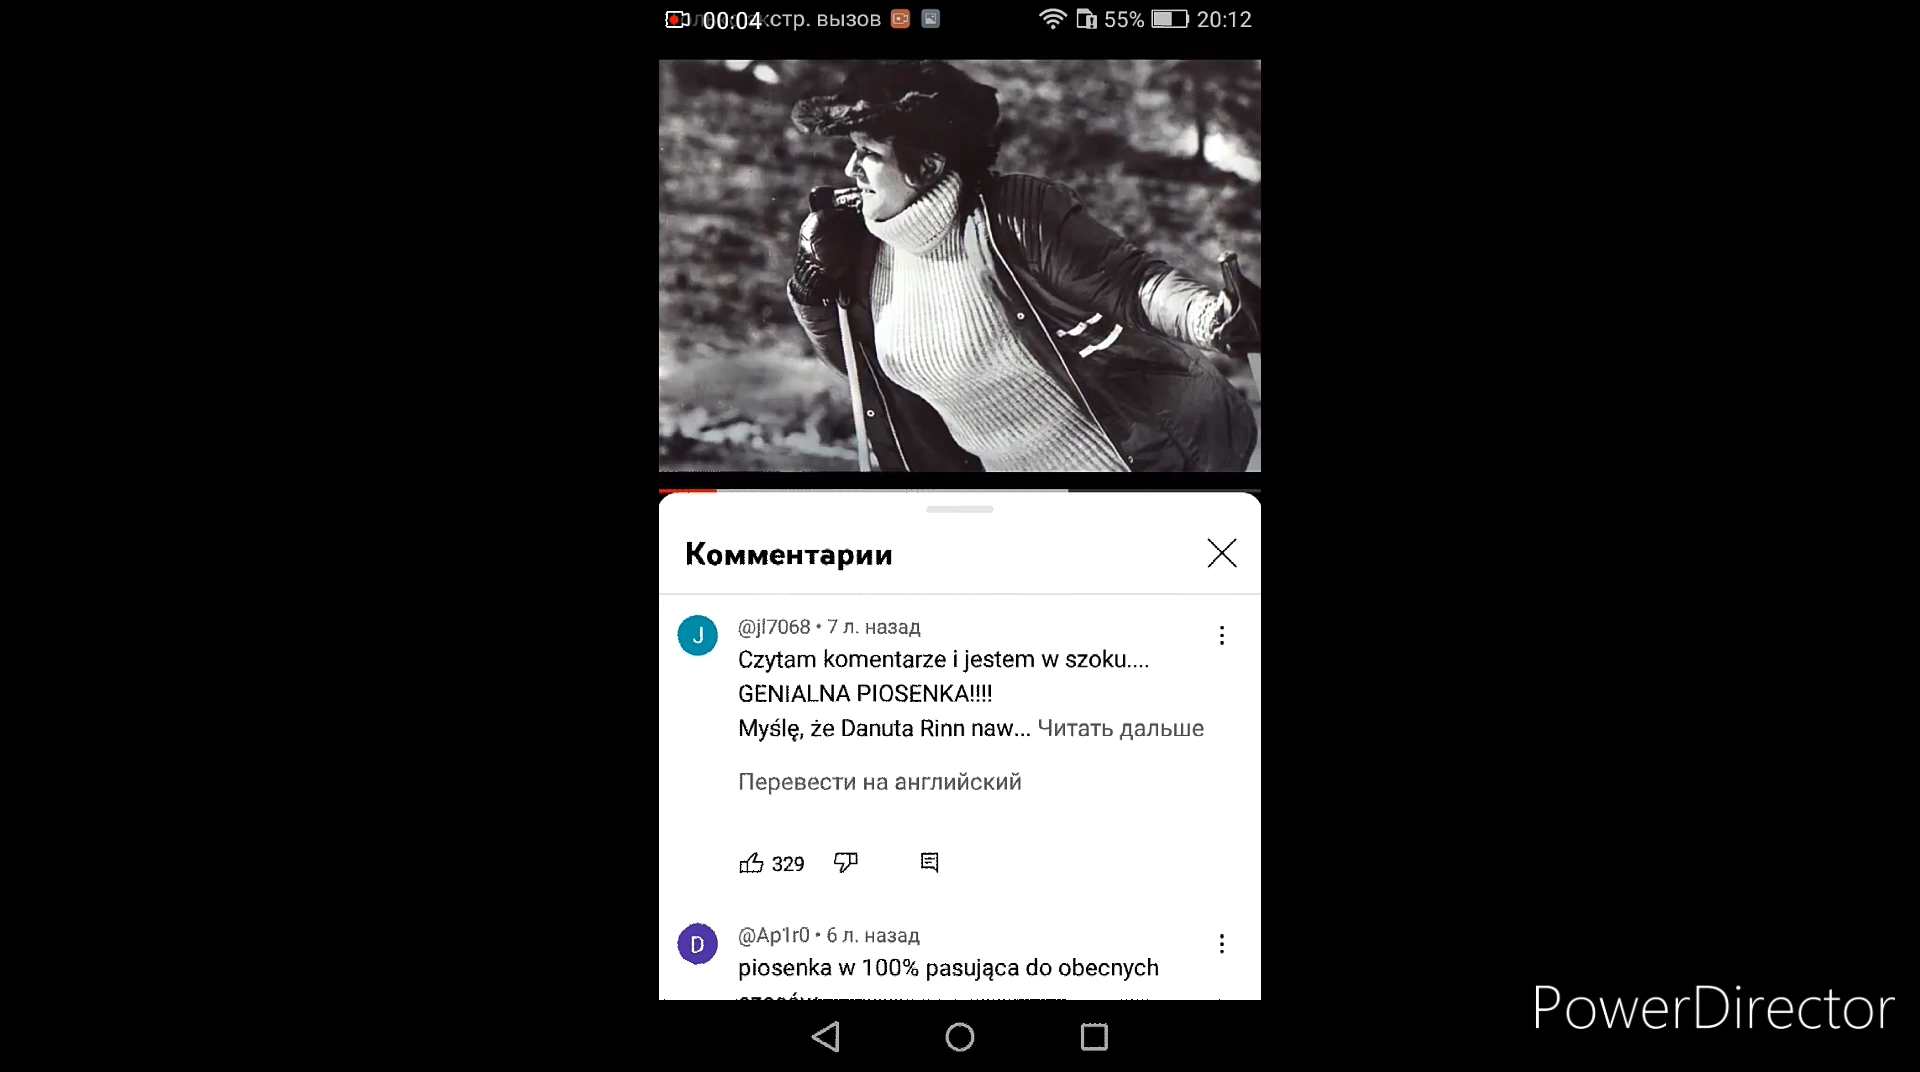 00:04
кстр. вызов
55%
20:12
Комментарии
J
@jl7068 • 7 л. назад
Czytam komentarze i jestem w szoku....
GENIALNA PIOSENKA!!!!
Myślę, że Danuta Rinn naw... Читать дальше
Перевести на английский
329
D
@Ap1r0 • 6 л. назад
piosenka w 100% pasująca do obecnych
PowerDirector